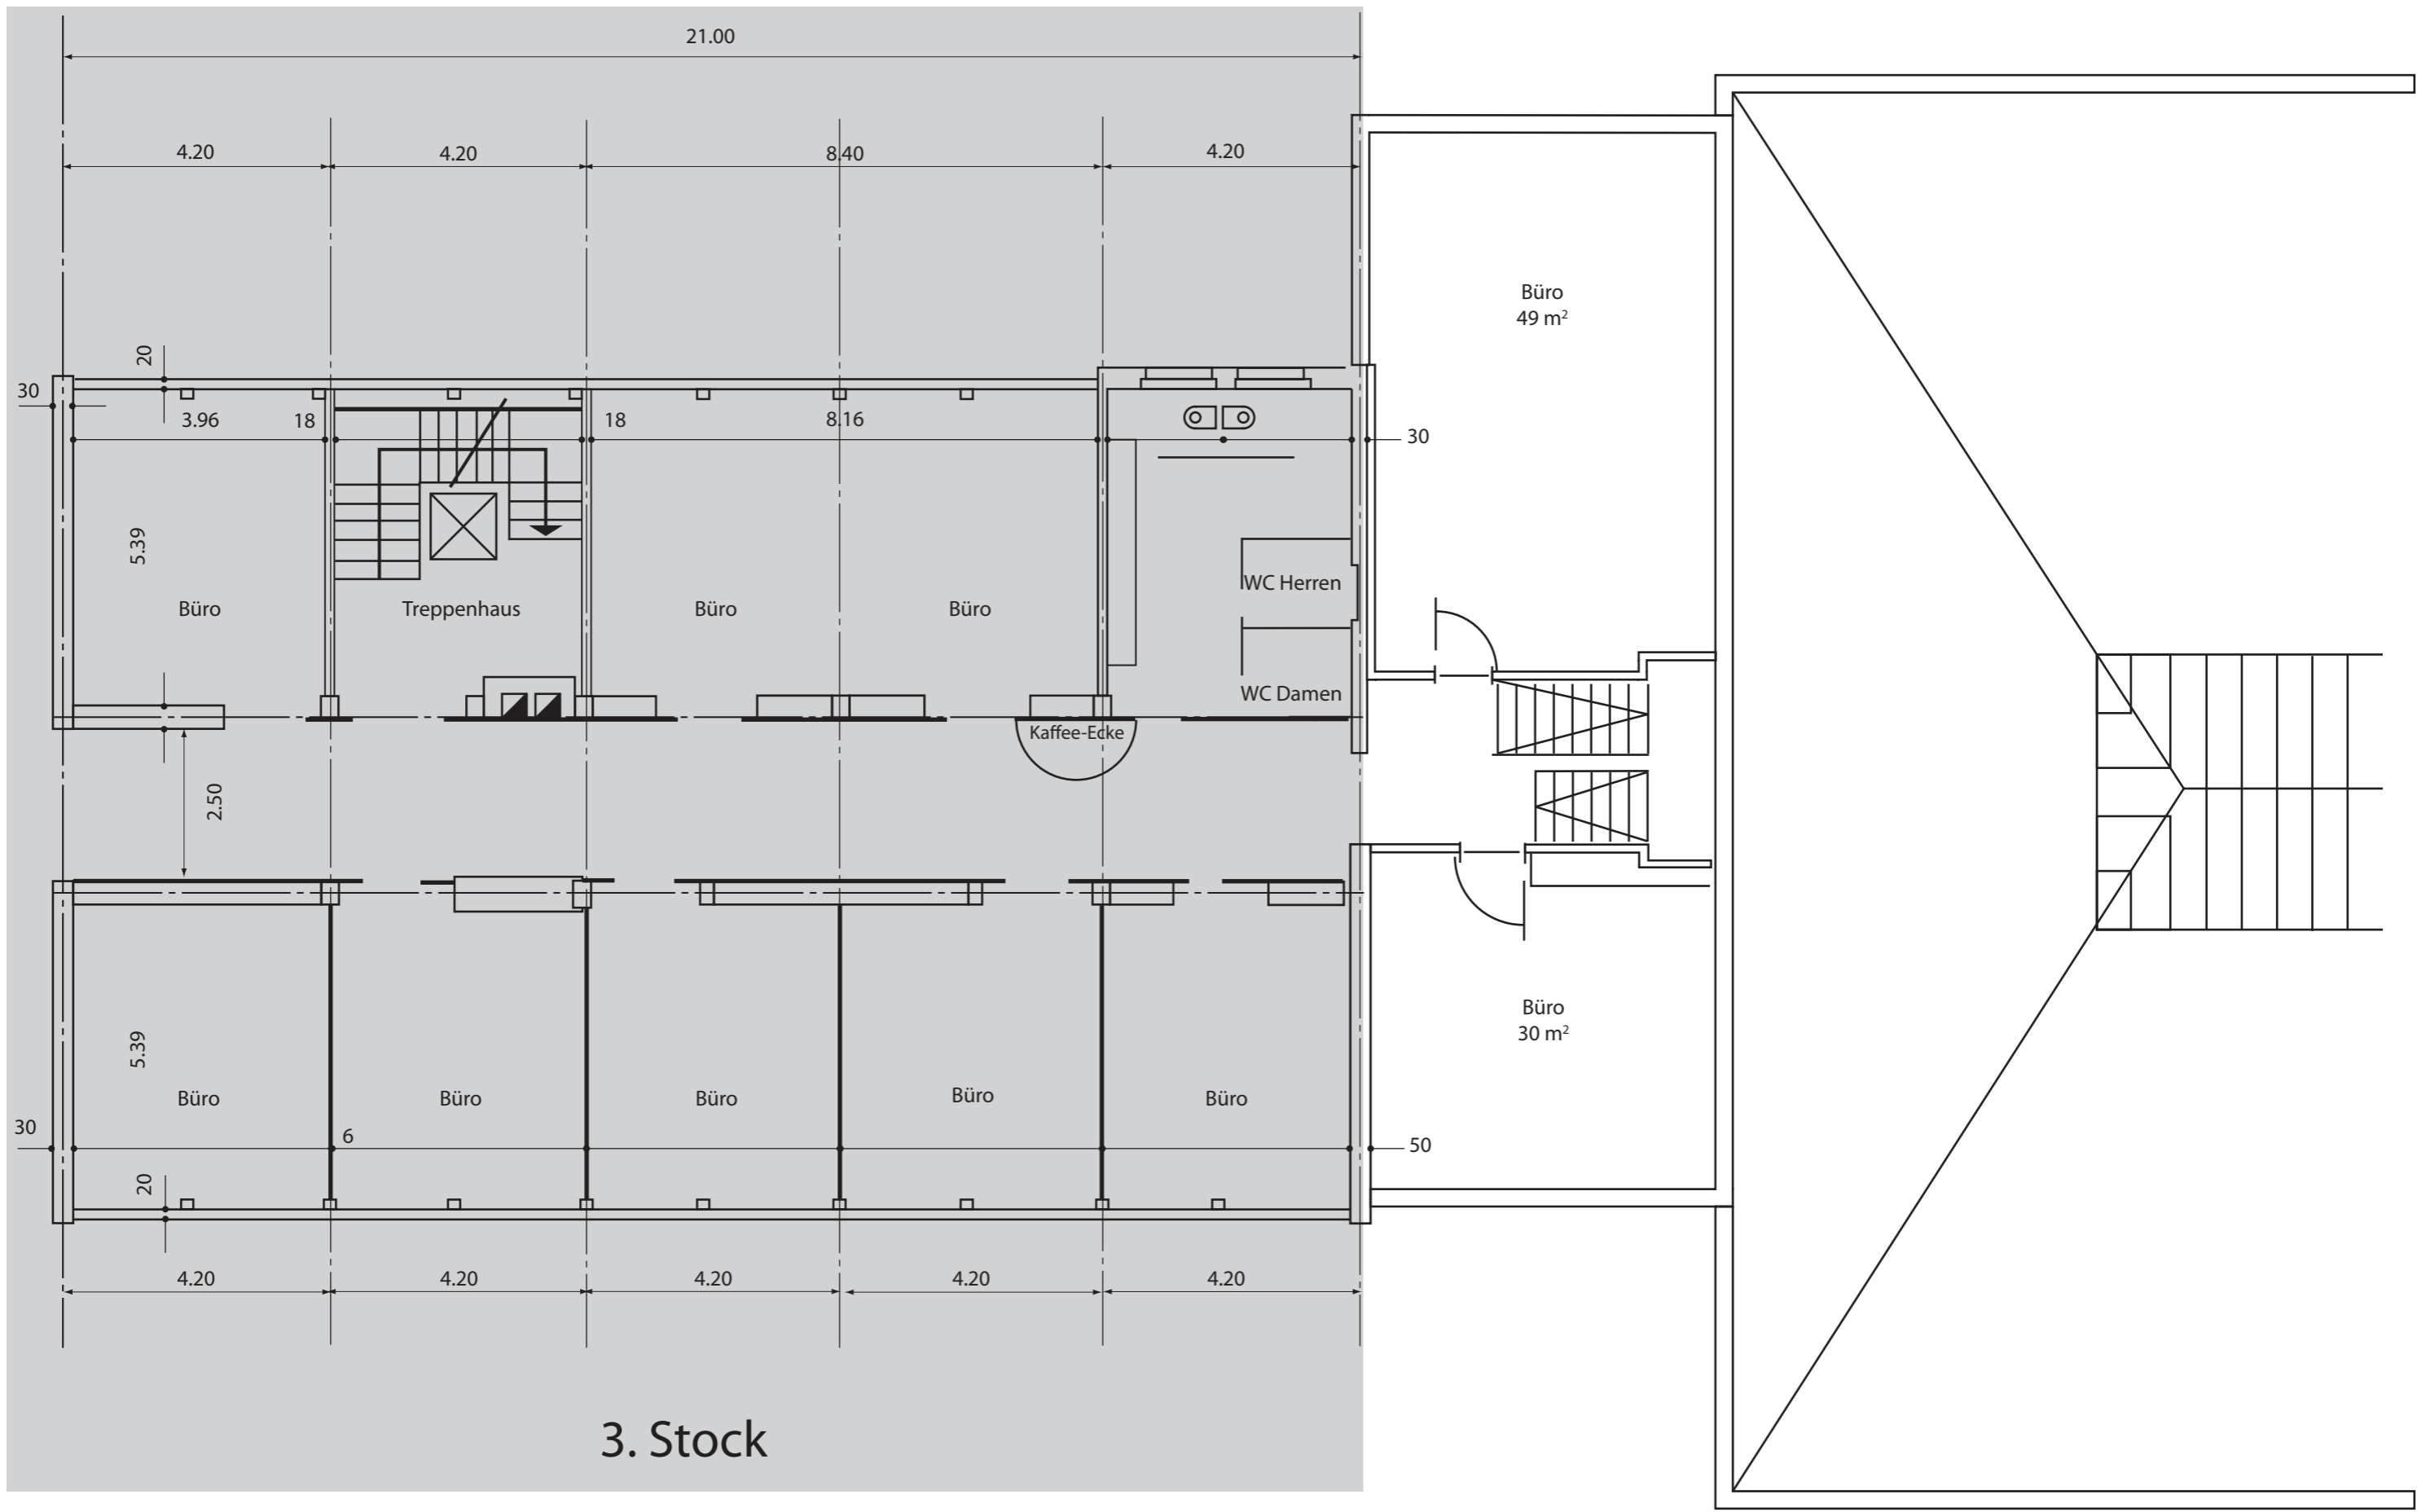 21.00
4.20
4.20
8.40
4.20
Büro
49 m²
20
30
3.96
18
18
8.16
30
5.39
WC Herren
Büro
Treppenhaus
Büro
Büro
WC Damen
Kaffee-Ecke
2.50
Büro
30 m²
5.39
Büro
Büro
Büro
Büro
Büro
30
6
50
20
4.20
4.20
4.20
4.20
4.20
3. Stock